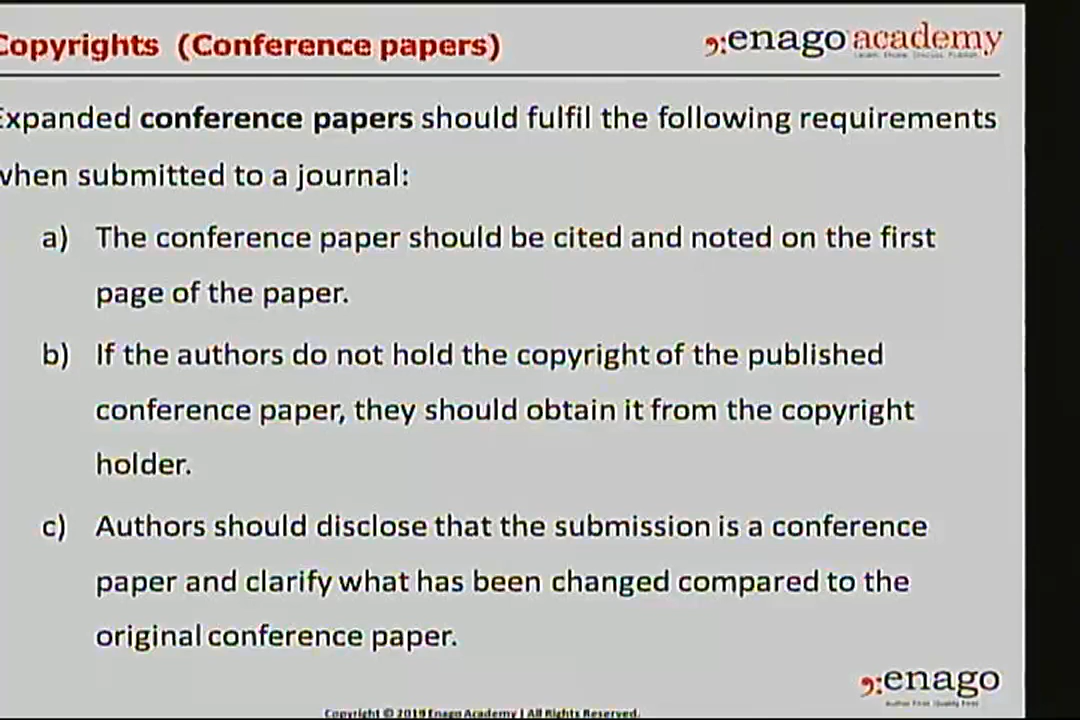 Copyrights (Conference papers)
enago academy
Expanded conference papers should fulfil the following requirements
when submitted to a journal:
a) The conference paper should be cited and noted on the first
page of the paper.
b) If the authors do not hold the copyright of the published
conference paper, they should obtain it from the copyright
holder.
c) Authors should disclose that the submission is a conference
paper and clarify what has been changed compared to the
original conference paper.
enago
Copyright © 2019 Enago Academy | All Rights Reserved.